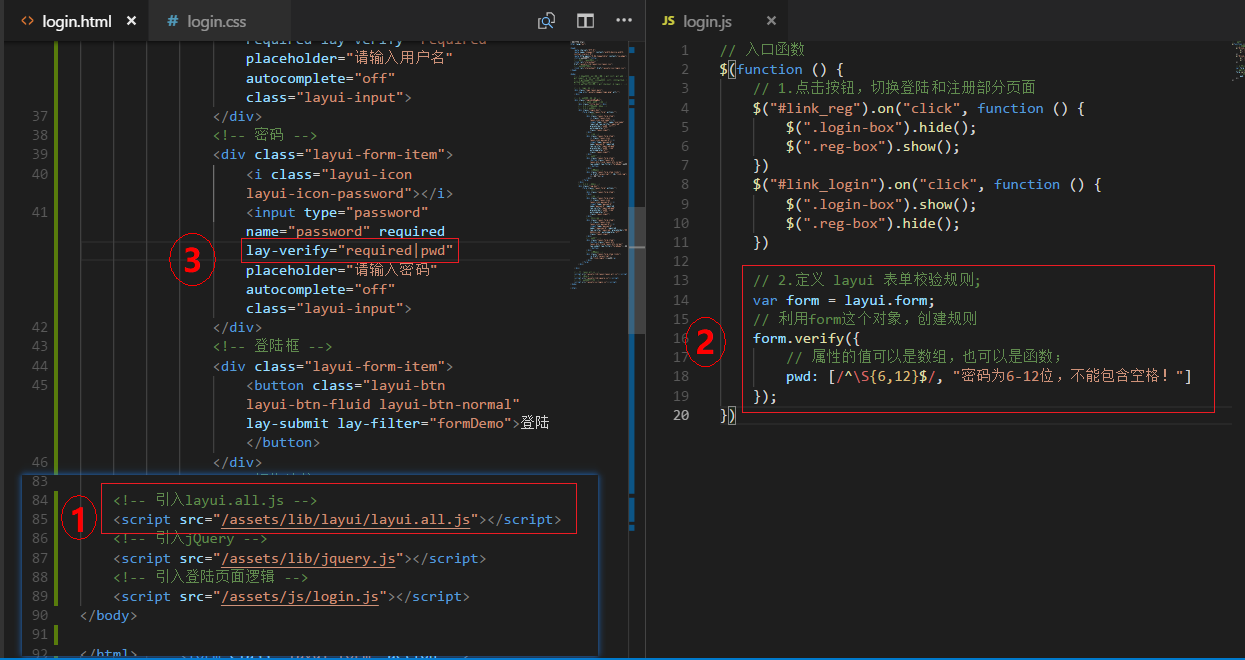 login.html
login.css
placeholder="请输入用户名"
autocomplete="off"
class="layui-input">
37 </div>
38 <!-- 密码 -->
39 <div class="layui-form-item">
40 <i class="layui-icon
layui-icon-password"></i>
41 <input type="password"
name="password" required
lay-verify="required|pwd"
placeholder="请输入密码"
autocomplete="off"
class="layui-input">
42 </div>
43 <!-- 登陆框 -->
44 <div class="layui-form-item">
45 <button class="layui-btn
layui-btn-fluid layui-btn-normal"
lay-submit lay-filter="formDemo">登陆
</button>
46 </div>
3
83
84 <!-- 引入layui.all.js -->
85 <script src="/assets/lib/layui/layui.all.js"></script>
86 <!-- 引入jQuery -->
87 <script src="/assets/lib/jquery.js"></script>
88 <!-- 引入登陆页面逻辑 -->
89 <script src="/assets/js/login.js"></script>
90 </body>
91
92 </html>
1
JS login.js
1 // 入口函数
2 $(function () {
3 // 1.点击按钮，切换登陆和注册部分页面
4 $("#link_reg").on("click", function () {
5 $(".login-box").hide();
6 $(".reg-box").show();
7 })
8 $("#link_login").on("click", function () {
9 $(".login-box").show();
10 $(".reg-box").hide();
11 })
12
13 // 2.定义 layui 表单校验规则;
14 var form = layui.form;
15 // 利用form这个对象，创建规则
16 form.verify({
17 // 属性的值可以是数组，也可以是函数；
18 pwd: [/^\S{6,12}$/, "密码为6-12位，不能包含空格！"]
19 });
20 })
2